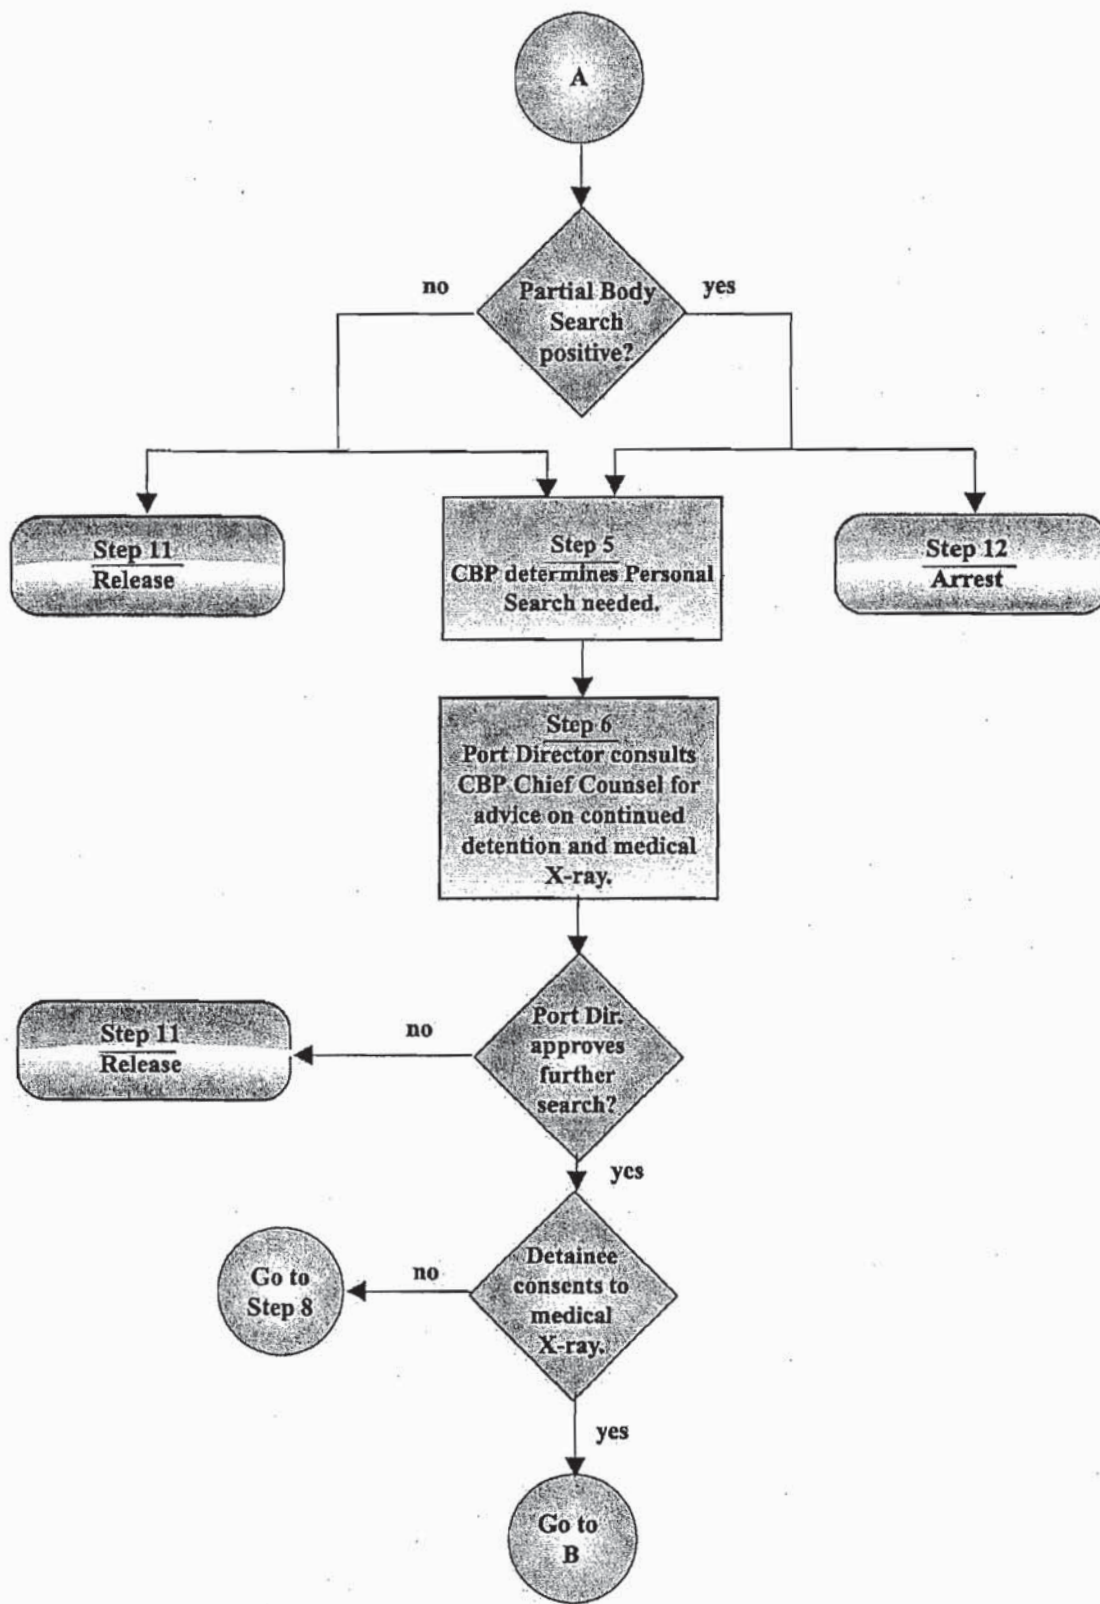 A
no
Partial Body
Search
positive?
yes
Step 11
Release
Step 5
CBP determines Personal
Search needed.
Step 12
Arrest
Step 6
Port Director consults
CBP Chief Counsel for
advice on continued
detention and medical
X-ray.
Step 11
Release
no
Port Dir.
approves
further
search?
yes
Go to
Step 8
no
Detainee
consents to
medical
X-ray.
yes
Go to
B